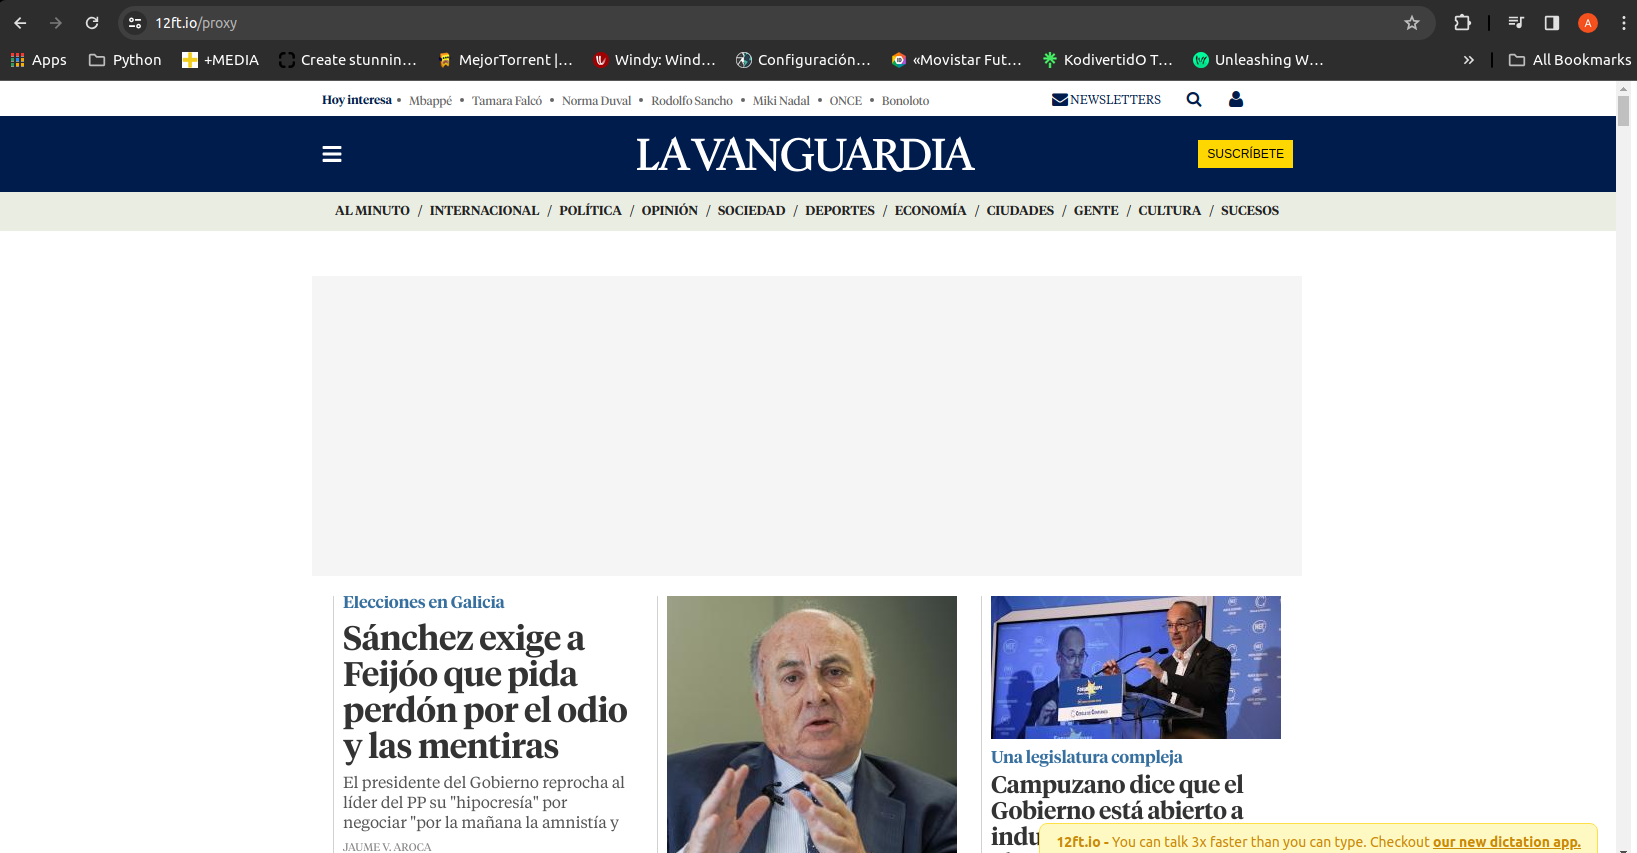 12ft.io/proxy
A
Apps Python +MEDIA Create stunnin... MejorTorrent |... Windy: Wind... Configuración... «Movistar Fut... KodivertidO T... Unleashing W... » All Bookmarks
Hoy interesa • Mbappé • Tamara Falcó • Norma Duval • Rodolfo Sancho • Miki Nadal • ONCE • Bonoloto NEWSLETTERS
LA VANGUARDIA
SUSCRÍBETE
AL MINUTO / INTERNACIONAL / POLÍTICA / OPINIÓN / SOCIEDAD / DEPORTES / ECONOMÍA / CIUDADES / GENTE / CULTURA / SUCESOS
Elecciones en Galicia
Sánchez exige a
Feijóo que pida
perdón por el odio
y las mentiras
El presidente del Gobierno reprocha al
líder del PP su "hipocresía" por
negociar "por la mañana la amnistía y
JAUME V. AROCA
Una legislatura compleja
Campuzano dice que el
Gobierno está abierto a
indu
12ft.io - You can talk 3x faster than you can type. Checkout our new dictation app.